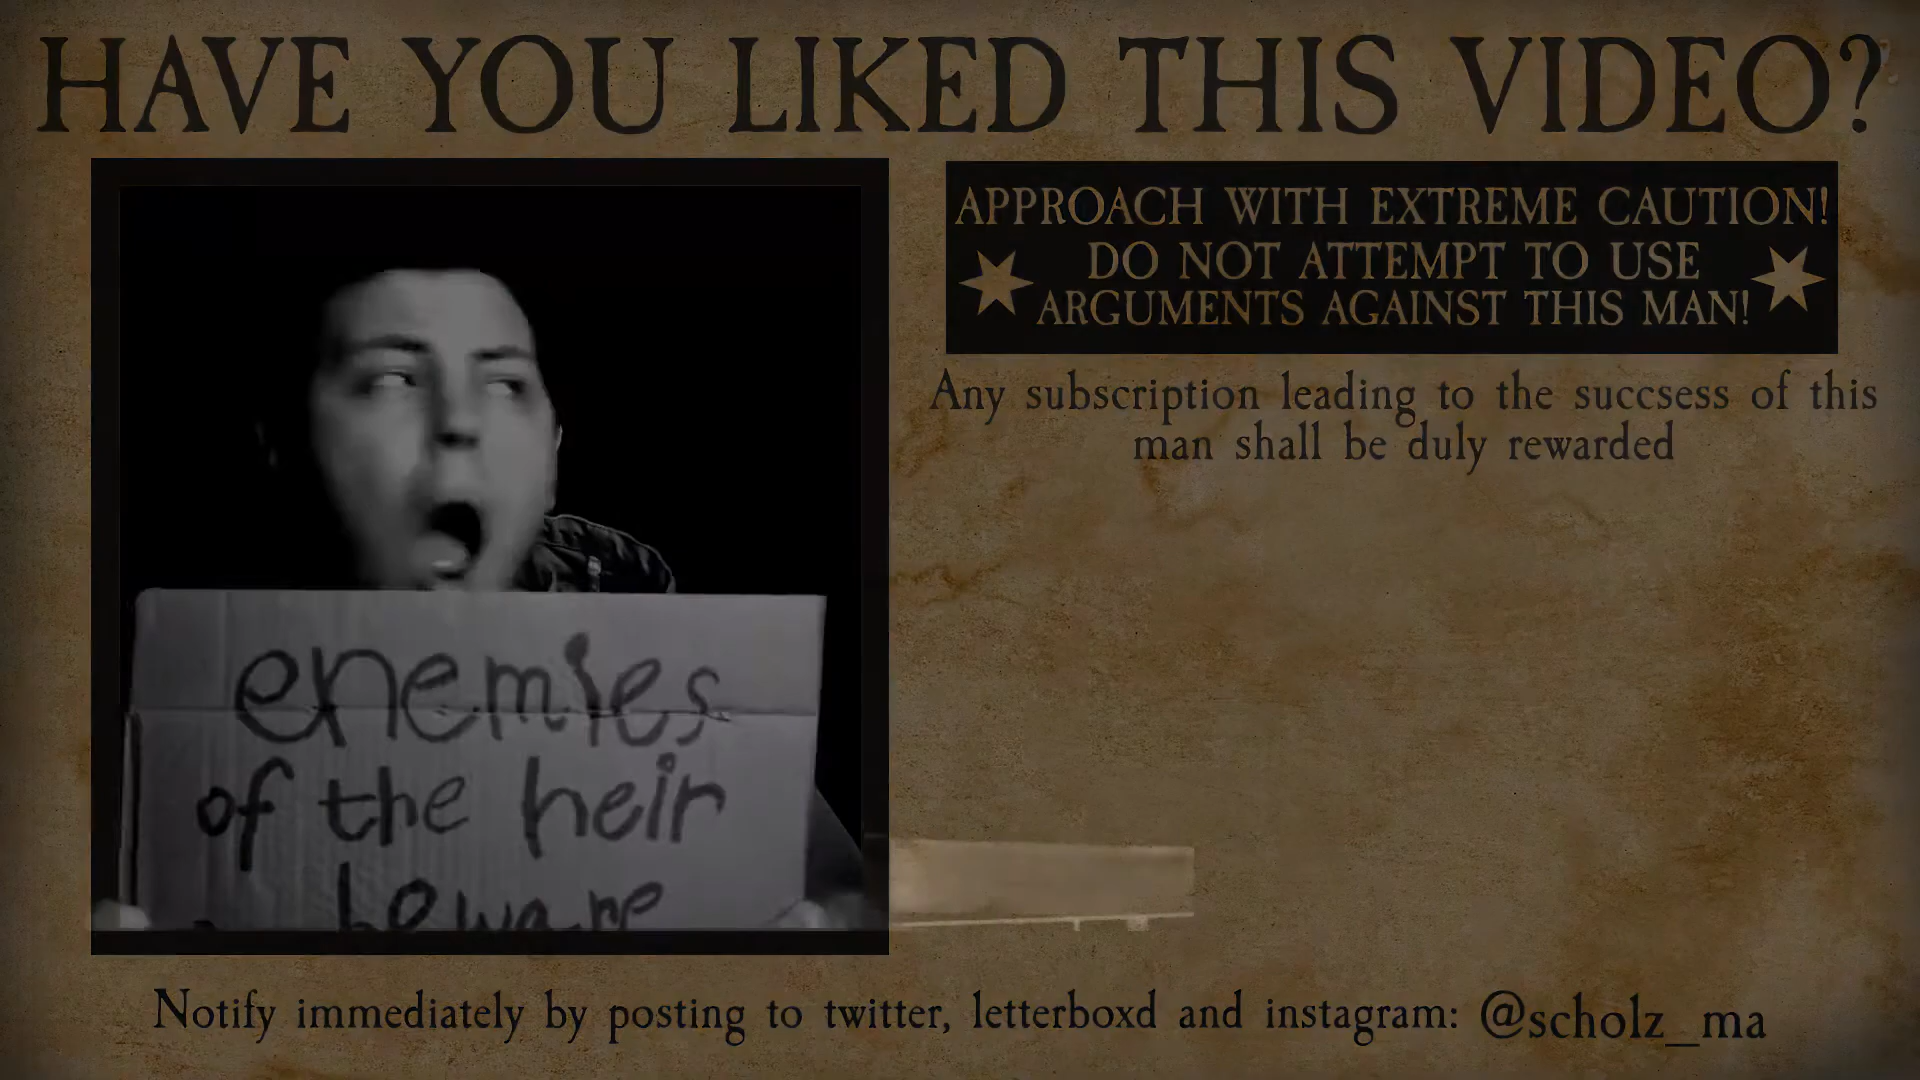 HAVE YOU LIKED THIS VIDEO?
APPROACH WITH EXTREME CAUTION!
DO NOT ATTEMPT TO USE
ARGUMENTS AGAINST THIS MAN!
Any subscription leading to the succsess of this
man shall be duly rewarded
enemies
of the heir
beware
Notify immediately by posting to twitter, letterboxd and instagram: @scholz_ma